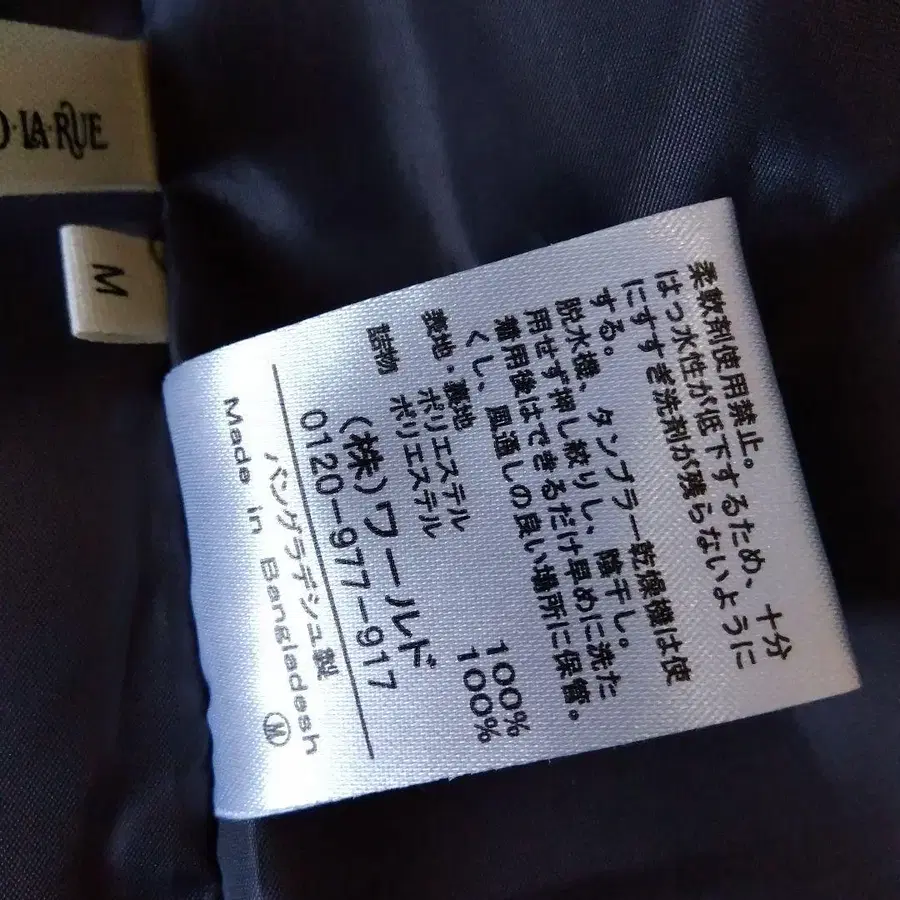 LA·RUE
M
柔軟剤使用禁止。
はっ水性が低下するため、十分
にすすぎ洗剤が残らないように
する。
脱水機、タンブラー乾燥機は使
用せず押し絞りし、陰干し。
着用後はできるだけ早めに洗た
くし、風通しの良い場所に保管。
表地・裏地 ポリエステル 100%
詰物 ポリエステル 100%
(株)ワールド
0120-977-917
バングラデシュ製
Made in Bangladesh Ⓜ